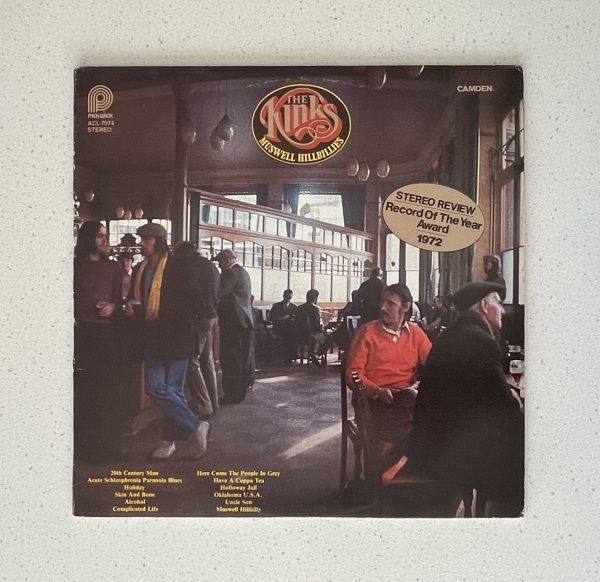 PICKWICK
ACL-7074
STEREO
THE
Kinks
MUSWELL HILLBILLIES
CAMDEN
STEREO REVIEW
Record Of The Year
Award
1972
20th Century Man
Acute Schizophrenia Paranoia Blues
Holiday
Skin And Bone
Alcohol
Complicated Life
Here Come The People In Grey
Have A Cuppa Tea
Holloway Jail
Oklahoma U.S.A.
Uncle Son
Muswell Hillbilly